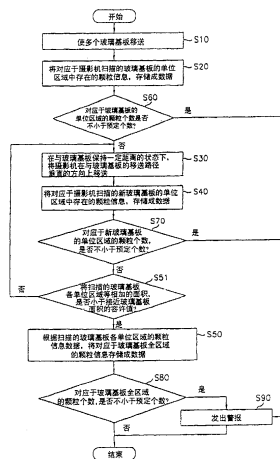 开始
S10
使多个玻璃基板移送
S20
将对应于摄影机扫描的玻璃基板的单位
区域中存在的颗粒信息，存储成数据
S60
对应于玻璃基板的
单位区域的颗粒个数是否
不小于预定个数？
是
否
S30
在与玻璃基板保持一定距离的状态下，
将摄影机在与玻璃基板的移送路径
垂直的方向上移送
S40
将对应于摄影机扫描的新玻璃基板的单位
区域中存在的颗粒信息，存储成数据
S70
对应于新玻璃基板
的单位区域的颗粒个数，
是否不小于预定个数？
是
否
S51
将扫描的玻璃基板
各单位区域等相加的面积，
是否小于接近玻璃基板
面积的容许值？
否
是
S50
根据扫描的玻璃基板各单位区域的颗粒
信息数据，将对应于玻璃基板全区域
的颗粒信息存储成数据
S80
对应于玻璃基板全区域
的颗粒个数，是否不小于预定个数？
是
S90
发出警报
否
结束